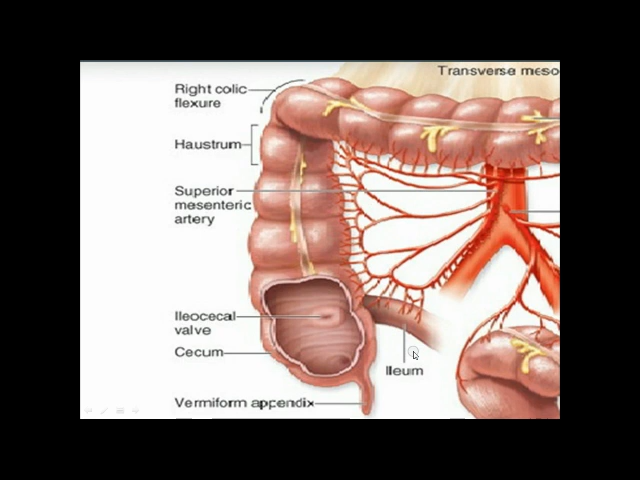 Transverse meso
Right colic
flexure
Haustrum
Superior
mesenteric
artery
Ileocecal
valve
Cecum
Ileum
Vermiform appendix